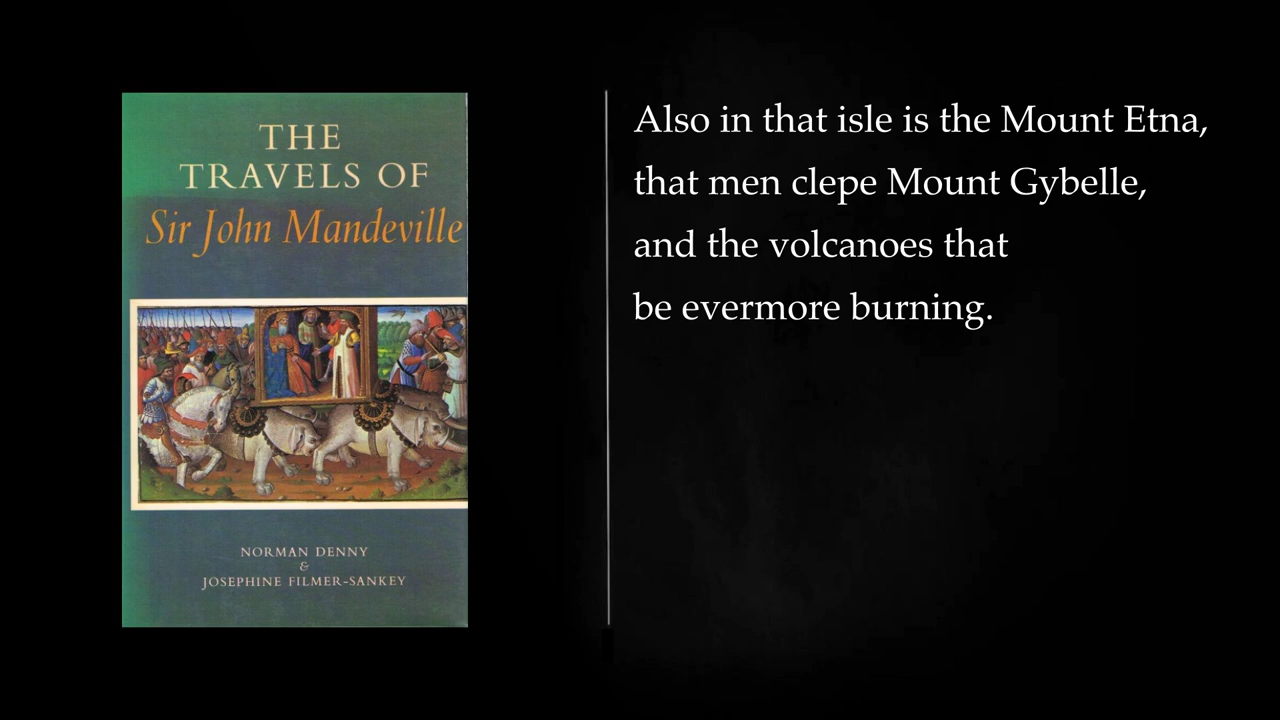 THE
TRAVELS OF
Sir John Mandeville
NORMAN DENNY
&
JOSEPHINE FILMER-SANKEY
Also in that isle is the Mount Etna,
that men clepe Mount Gybelle,
and the volcanoes that
be evermore burning.